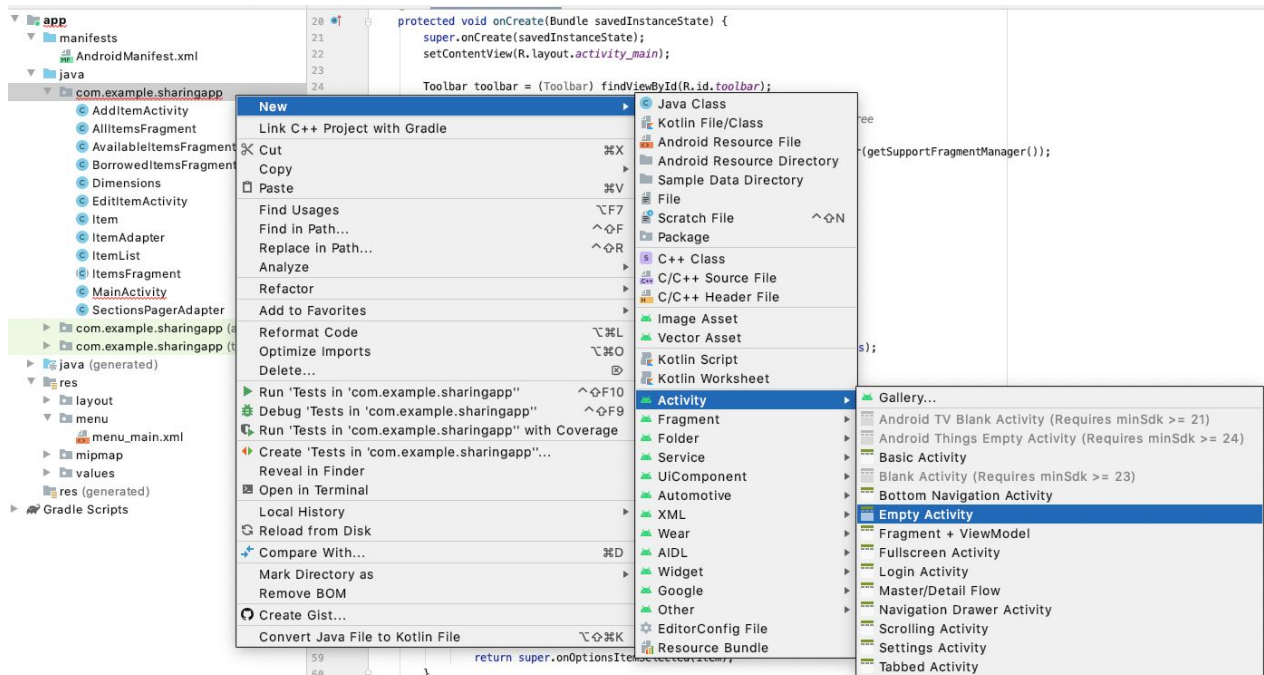 app
manifests
AndroidManifest.xml
java
com.example.sharingapp
AddItemActivity
AllItemsFragment
AvailableItemsFragment
BorrowedItemsFragment
Dimensions
EditItemActivity
Item
ItemAdapter
ItemList
ItemsFragment
MainActivity
SectionsPagerAdapter
com.example.sharingapp (a
com.example.sharingapp (t
java (generated)
res
layout
menu
menu_main.xml
mipmap
values
res (generated)
Gradle Scripts
20 protected void onCreate(Bundle savedInstanceState) {
21 super.onCreate(savedInstanceState);
22 setContentView(R.layout.activity_main);
23
24 Toolbar toolbar = (Toolbar) findViewById(R.id.toolbar);
ree
r(getSupportFragmentManager());
s);
59 return super.onOptionsItemSelected(item);
60 }
New
Link C++ Project with Gradle
Cut ⌘X
Copy
Paste ⌘V
Find Usages ⌥F7
Find in Path... ^⇧F
Replace in Path... ^⇧R
Analyze
Refactor
Add to Favorites
Reformat Code ⌥⌘L
Optimize Imports ⌥⌘O
Delete... ⌦
Run 'Tests in 'com.example.sharingapp'' ^⇧F10
Debug 'Tests in 'com.example.sharingapp'' ^⇧F9
Run 'Tests in 'com.example.sharingapp'' with Coverage
Create 'Tests in 'com.example.sharingapp''...
Reveal in Finder
Open in Terminal
Local History
Reload from Disk
Compare With... ⌘D
Mark Directory as
Remove BOM
Create Gist...
Convert Java File to Kotlin File ⌥⇧⌘K
Java Class
Kotlin File/Class
Android Resource File
Android Resource Directory
Sample Data Directory
File
Scratch File ^⇧N
Package
C++ Class
C/C++ Source File
C/C++ Header File
Image Asset
Vector Asset
Kotlin Script
Kotlin Worksheet
Activity
Fragment
Folder
Service
UiComponent
Automotive
XML
Wear
AIDL
Widget
Google
Other
EditorConfig File
Resource Bundle
Gallery...
Android TV Blank Activity (Requires minSdk >= 21)
Android Things Empty Activity (Requires minSdk >= 24)
Basic Activity
Blank Activity (Requires minSdk >= 23)
Bottom Navigation Activity
Empty Activity
Fragment + ViewModel
Fullscreen Activity
Login Activity
Master/Detail Flow
Navigation Drawer Activity
Scrolling Activity
Settings Activity
Tabbed Activity